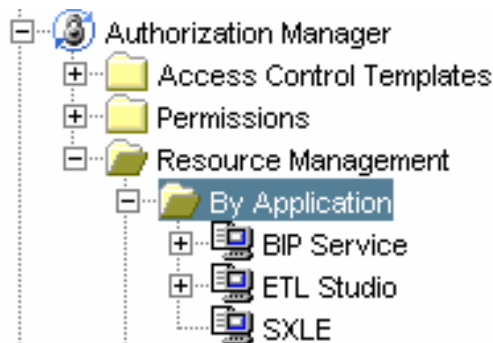 Authorization Manager
Access Control Templates
Permissions
Resource Management
By Application
BIP Service
ETL Studio
SXLE